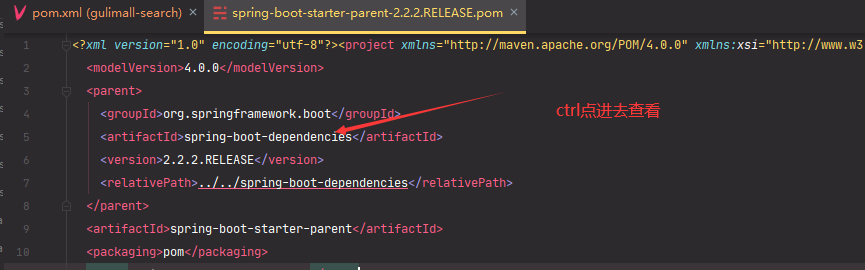 pom.xml (gulimall-search) × spring-boot-starter-parent-2.2.2.RELEASE.pom ×
1 <?xml version="1.0" encoding="utf-8"?><project xmlns="http://maven.apache.org/POM/4.0.0" xmlns:xsi="http://www.w3
2 <modelVersion>4.0.0</modelVersion>
3 <parent>
4 <groupId>org.springframework.boot</groupId>
ctrl点进去查看
5 <artifactId>spring-boot-dependencies</artifactId>
6 <version>2.2.2.RELEASE</version>
7 <relativePath>../../spring-boot-dependencies</relativePath>
8 </parent>
9 <artifactId>spring-boot-starter-parent</artifactId>
10 <packaging>pom</packaging>